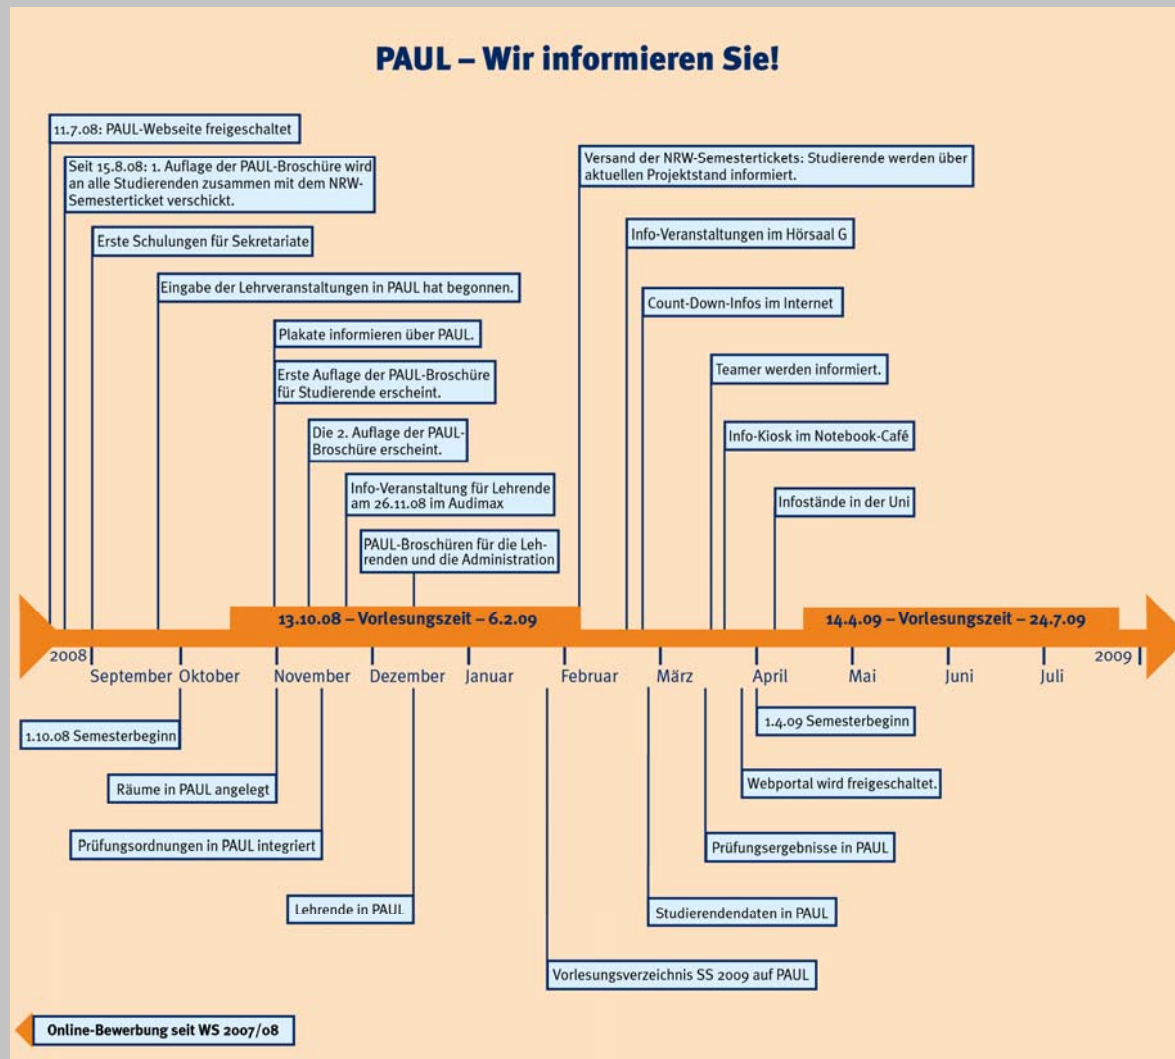 PAUL – Wir informieren Sie!
11.7.08: PAUL-Webseite freigeschaltet
Seit 15.8.08: 1. Auflage der PAUL-Broschüre wird
an alle Studierenden zusammen mit dem NRW-
Semesterticket verschickt.
Erste Schulungen für Sekretariate
Eingabe der Lehrveranstaltungen in PAUL hat begonnen.
Plakate informieren über PAUL.
Erste Auflage der PAUL-Broschüre
für Studierende erscheint.
Die 2. Auflage der PAUL-
Broschüre erscheint.
Info-Veranstaltung für Lehrende
am 26.11.08 im Audimax
PAUL-Broschüren für die Leh-
renden und die Administration
Versand der NRW-Semestertickets: Studierende werden über
aktuellen Projektstand informiert.
Info-Veranstaltungen im Hörsaal G
Count-Down-Infos im Internet
Teamer werden informiert.
Info-Kiosk im Notebook-Café
Infostände in der Uni
13.10.08 – Vorlesungszeit – 6.2.09
14.4.09 – Vorlesungszeit – 24.7.09
2008
2009
September Oktober November Dezember Januar Februar März April Mai Juni Juli
1.10.08 Semesterbeginn
Räume in PAUL angelegt
Prüfungsordnungen in PAUL integriert
Lehrende in PAUL
1.4.09 Semesterbeginn
Webportal wird freigeschaltet.
Prüfungsergebnisse in PAUL
Studierendendaten in PAUL
Vorlesungsverzeichnis SS 2009 auf PAUL
Online-Bewerbung seit WS 2007/08